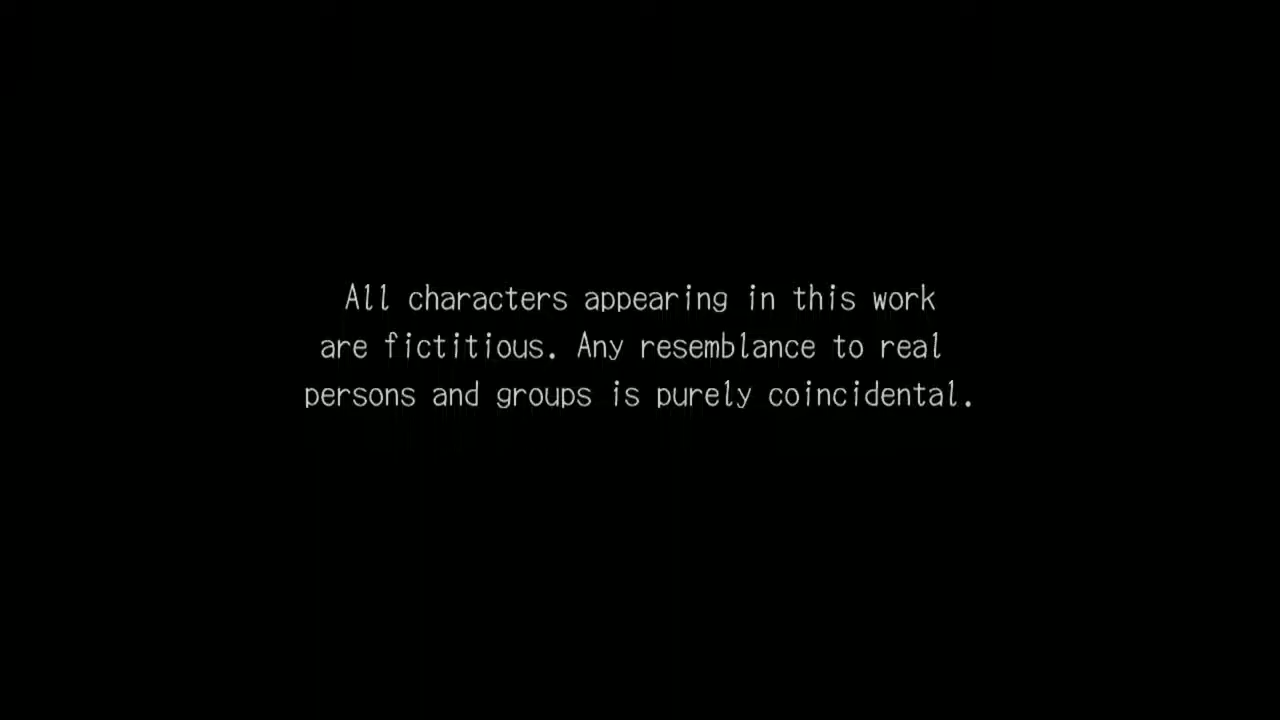 All characters appearing in this work
are fictitious. Any resemblance to real
persons and groups is purely coincidental.